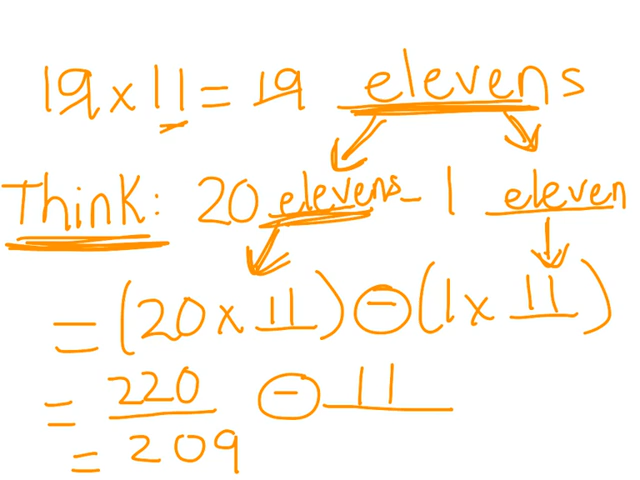 19 x 11 = 19 elevens
Think: 20 elevens - 1 eleven
= (20 x 11) - (1 x 11)
= 220 - 11
= 209